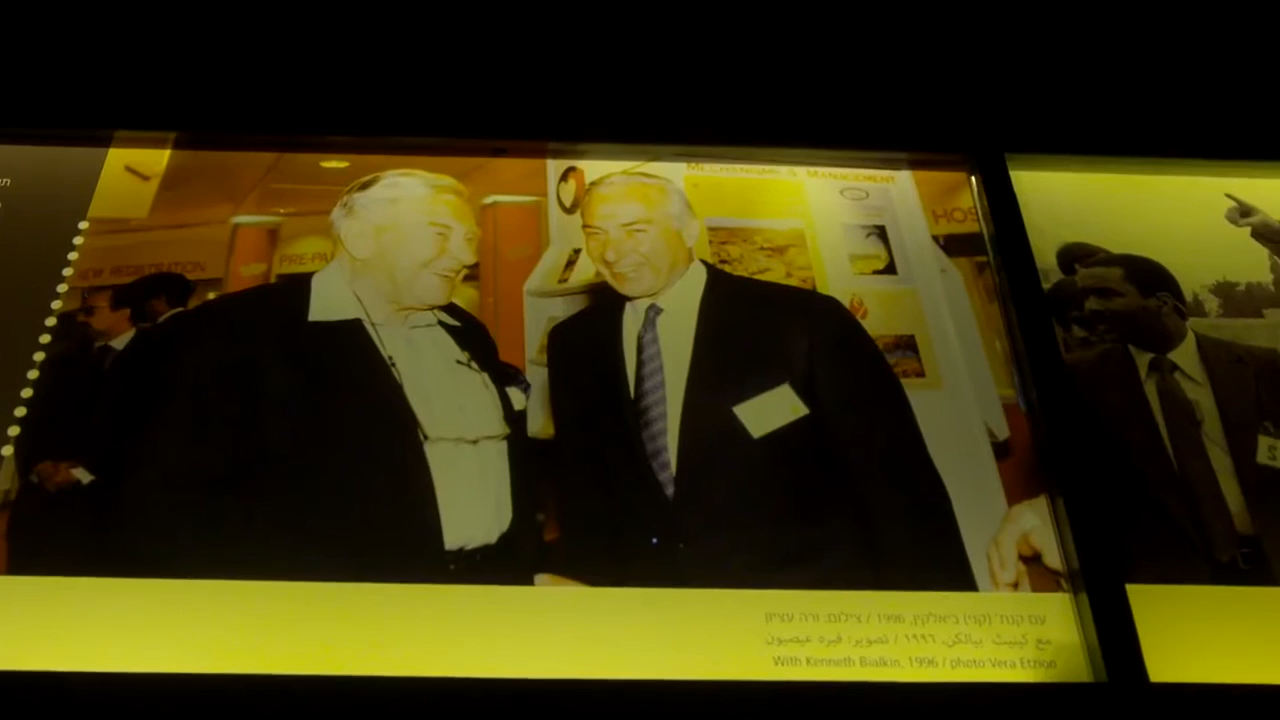 MECHANISMS & MANAGEMENT
HOS
NEW REGISTRATION
PRE-PA
עם קנת' (קני) ביאלקין, 1996 / צילום: ורה עציון
مع كينيث بيالكن، ١٩٩٦ / تصوير: فيره عيصيون
With Kenneth Bialkin, 1996 / photo:Vera Etzion